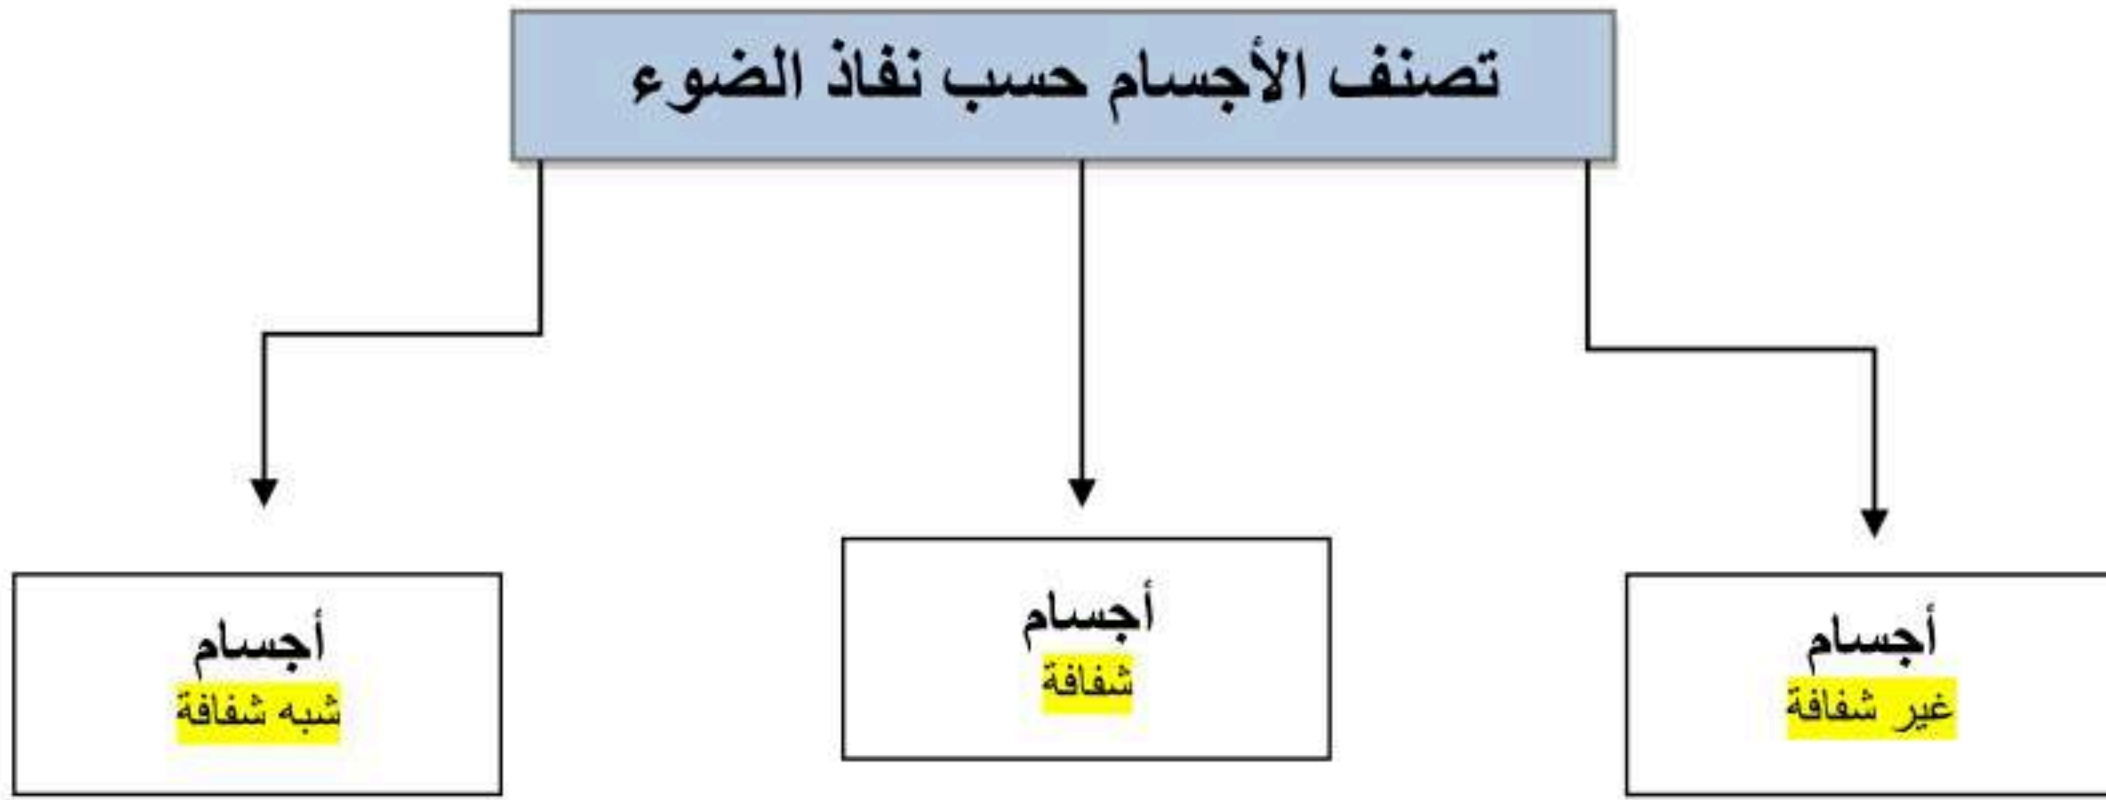 تصنف الأجسام حسب نفاذ الضوء
أجسام
غير شفافة
أجسام
شفافة
أجسام
شبه شفافة